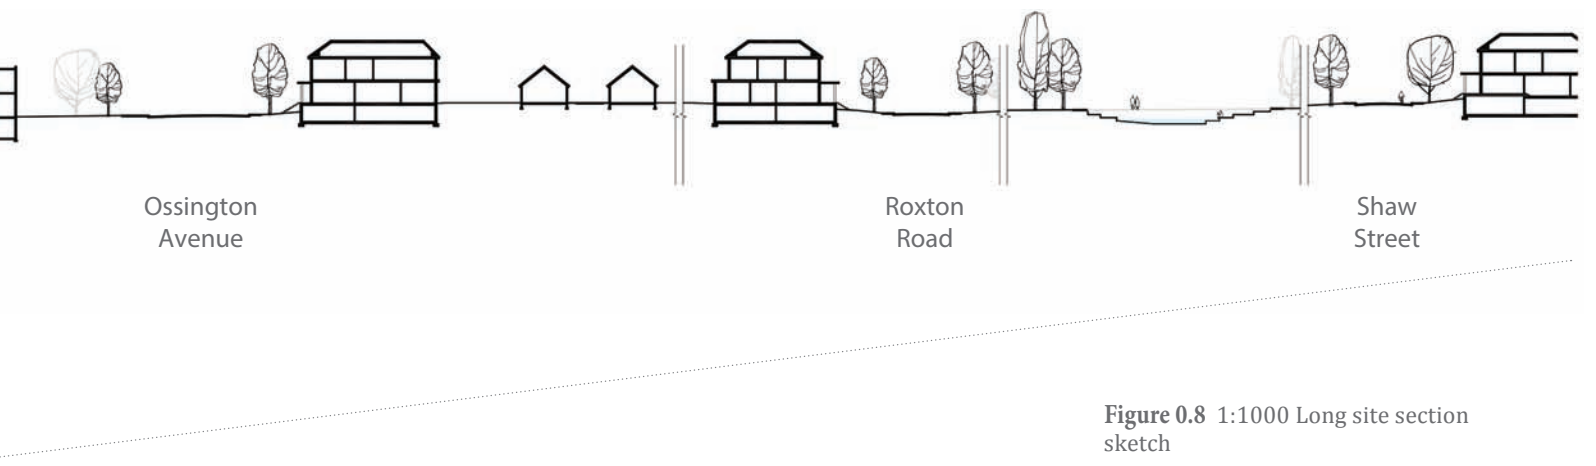 Ossington
Avenue
Roxton
Road
Shaw
Street
Figure 0.8 1:1000 Long site section
sketch